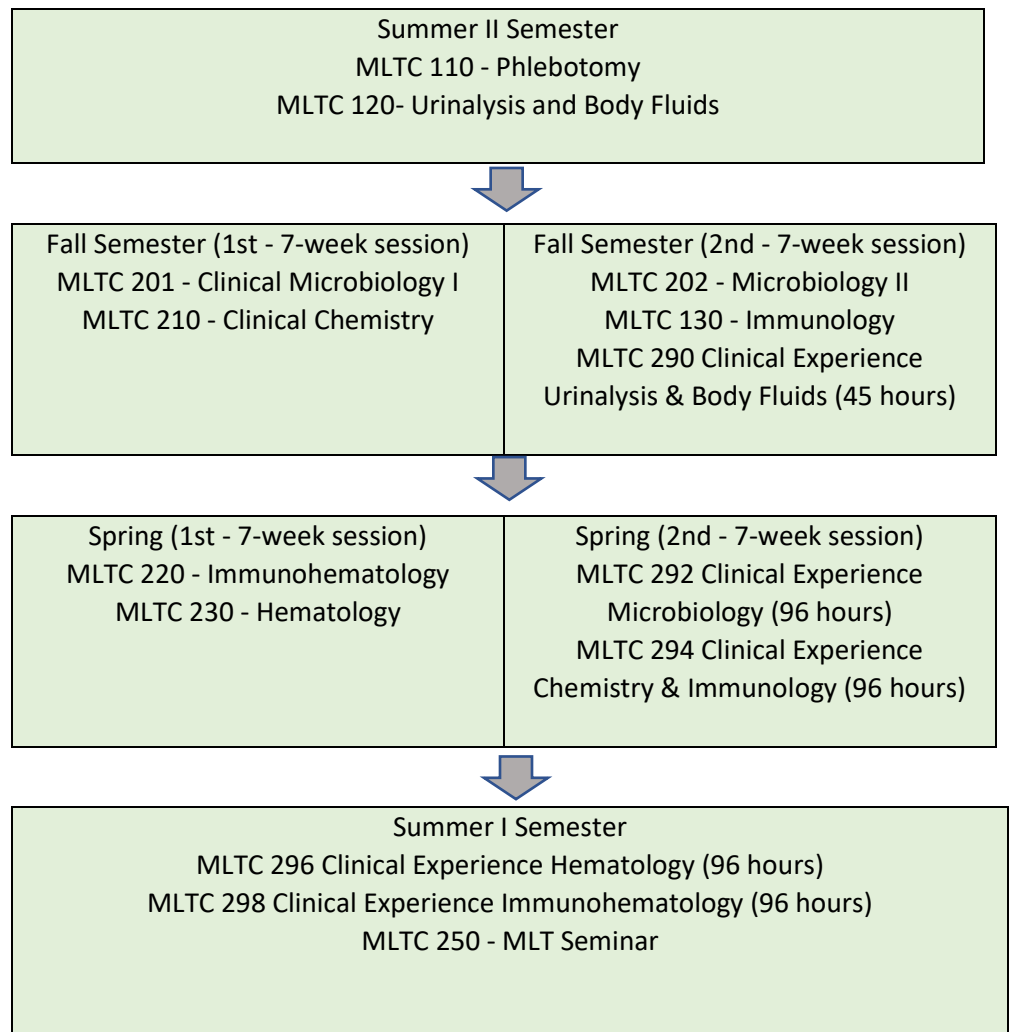 Summer II Semester
MLTC 110 - Phlebotomy
MLTC 120- Urinalysis and Body Fluids
Fall Semester (1st - 7-week session)
MLTC 201 - Clinical Microbiology I
MLTC 210 - Clinical Chemistry
Fall Semester (2nd - 7-week session)
MLTC 202 - Microbiology II
MLTC 130 - Immunology
MLTC 290 Clinical Experience
Urinalysis & Body Fluids (45 hours)
Spring (1st - 7-week session)
MLTC 220 - Immunohematology
MLTC 230 - Hematology
Spring (2nd - 7-week session)
MLTC 292 Clinical Experience
Microbiology (96 hours)
MLTC 294 Clinical Experience
Chemistry & Immunology (96 hours)
Summer I Semester
MLTC 296 Clinical Experience Hematology (96 hours)
MLTC 298 Clinical Experience Immunohematology (96 hours)
MLTC 250 - MLT Seminar